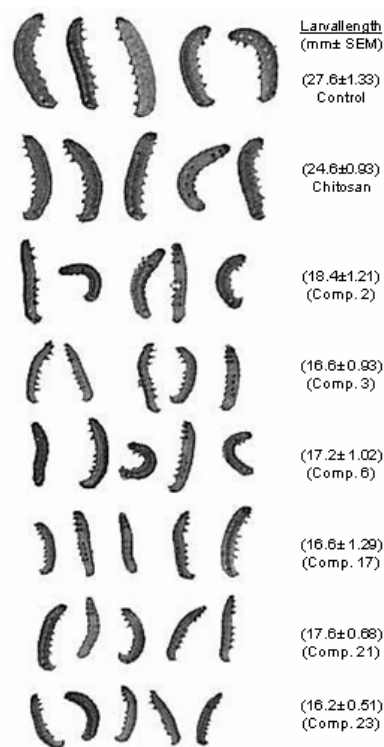 Larvallength
(mm± SEM)
(27.6±1.33)
Control
(24.6±0.93)
Chitosan
(18.4±1.21)
(Comp. 2)
(16.6±0.93)
(Comp. 3)
(17.2±1.02)
(Comp. 6)
(16.6±1.29)
(Comp. 17)
(17.6±0.68)
(Comp. 21)
(16.2±0.51)
(Comp. 23)